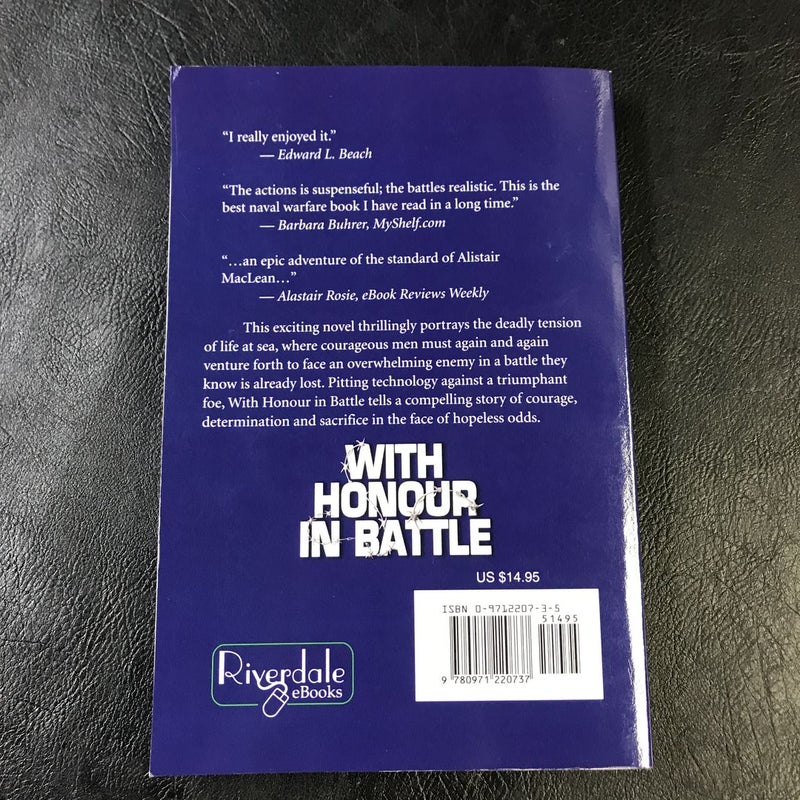 “I really enjoyed it.”
— Edward L. Beach
“The actions is suspenseful; the battles realistic. This is the
best naval warfare book I have read in a long time.”
— Barbara Buhrer, MyShelf.com
“…an epic adventure of the standard of Alistair
MacLean…”
— Alastair Rosie, eBook Reviews Weekly
This exciting novel thrillingly portrays the deadly tension
of life at sea, where courageous men must again and again
venture forth to face an overwhelming enemy in a battle they
know is already lost. Pitting technology against a triumphant
foe, With Honour in Battle tells a compelling story of courage,
determination and sacrifice in the face of hopeless odds.
WITH
HONOUR
IN BATTLE
US $14.95
ISBN 0-9712207-3-5
51495
9 780971 220737
Riverdale
eBooks